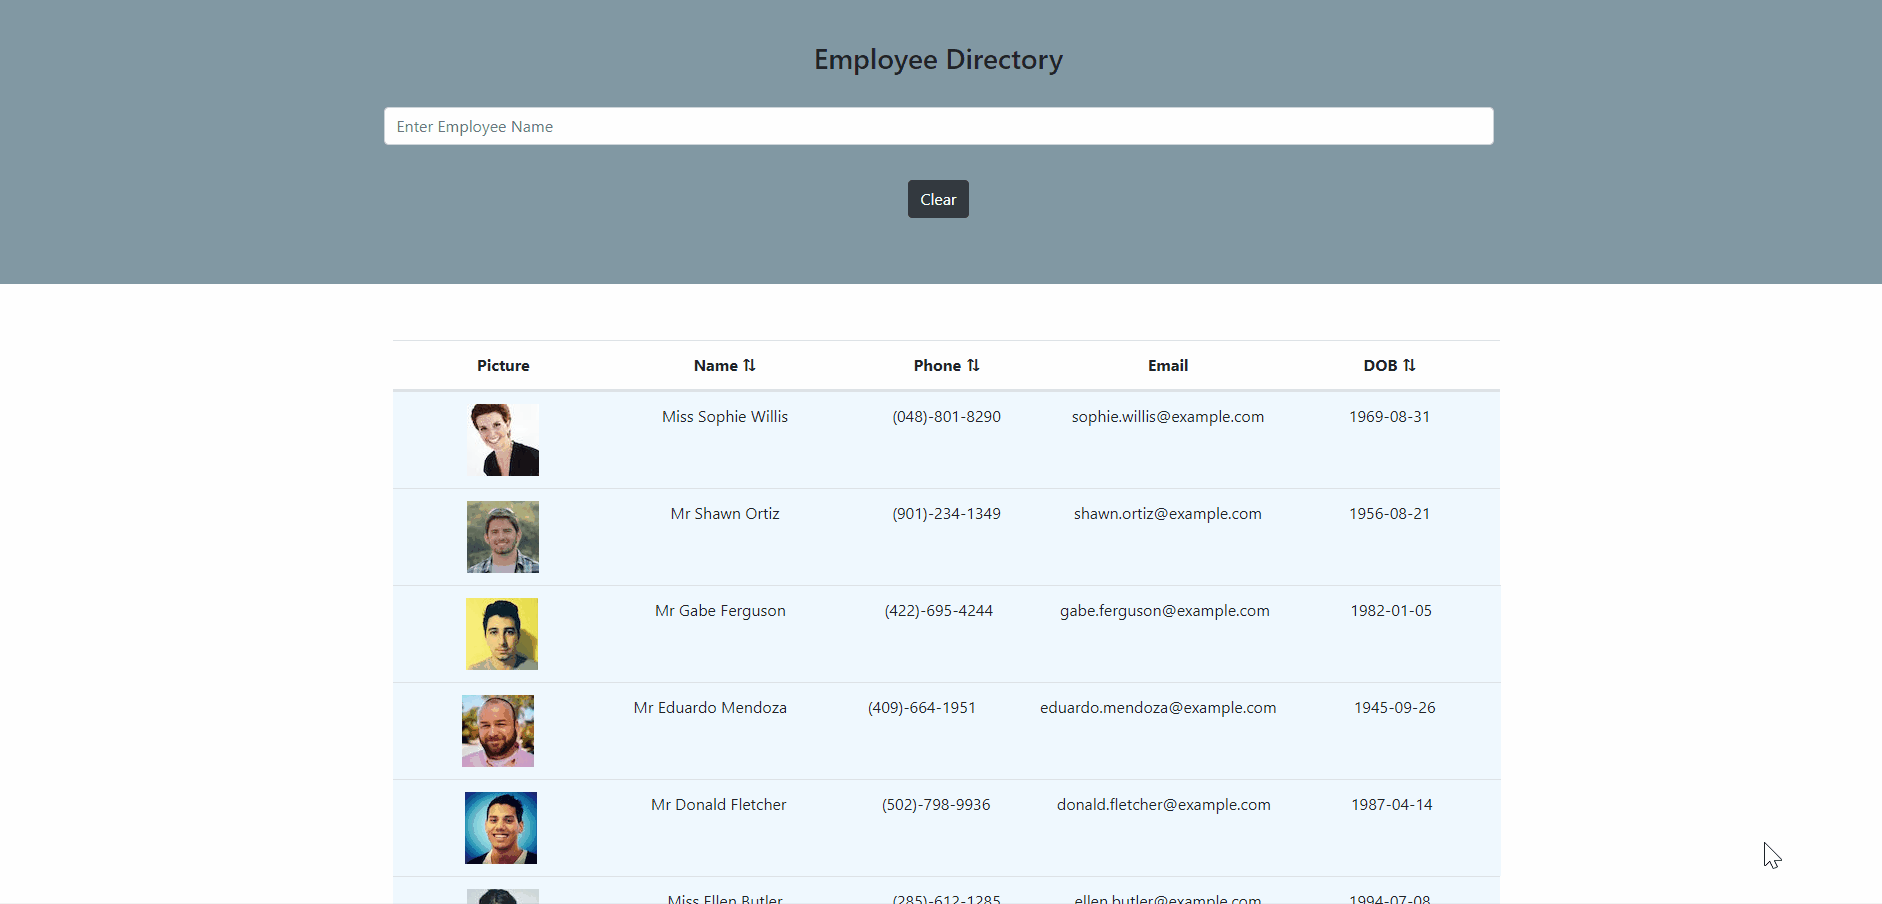 Employee Directory
Enter Employee Name
Clear
Picture Name ⇅ Phone ⇅ Email DOB ⇅
Miss Sophie Willis (048)-801-8290 sophie.willis@example.com 1969-08-31
Mr Shawn Ortiz (901)-234-1349 shawn.ortiz@example.com 1956-08-21
Mr Gabe Ferguson (422)-695-4244 gabe.ferguson@example.com 1982-01-05
Mr Eduardo Mendoza (409)-664-1951 eduardo.mendoza@example.com 1945-09-26
Mr Donald Fletcher (502)-798-9936 donald.fletcher@example.com 1987-04-14
Miss Ellen Butler (285)-612-1285 ellen.butler@example.com 1994-07-08